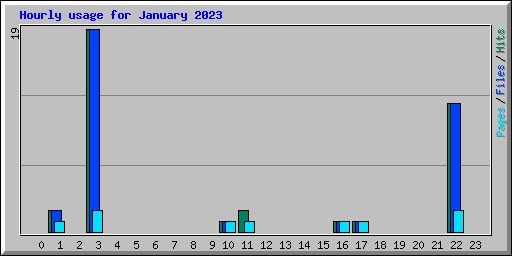 Hourly usage for January 2023
19
Pages/Files/Hits
0 1 2 3 4 5 6 7 8 9 10 11 12 13 14 15 16 17 18 19 20 21 22 23